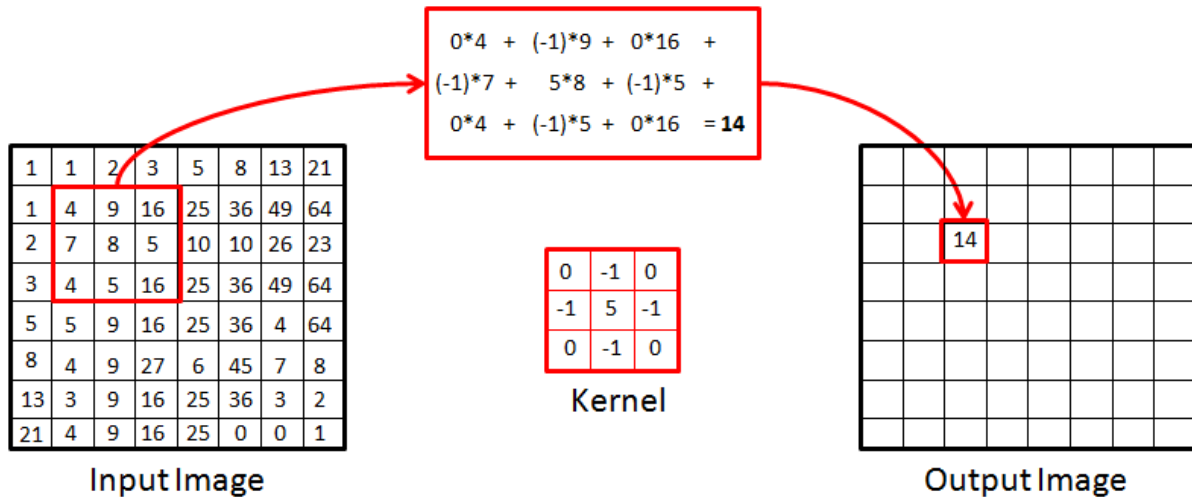 0*4 + (-1)*9 + 0*16 +
(-1)*7 + 5*8 + (-1)*5 +
0*4 + (-1)*5 + 0*16 = 14
1 1 2 3 5 8 13 21
1 4 9 16 25 36 49 64
2 7 8 5 10 10 26 23
3 4 5 16 25 36 49 64
5 5 9 16 25 36 4 64
8 4 9 27 6 45 7 8
13 3 9 16 25 36 3 2
21 4 9 16 25 0 0 1
Input Image
0 -1 0
-1 5 -1
0 -1 0
Kernel
14
Output Image